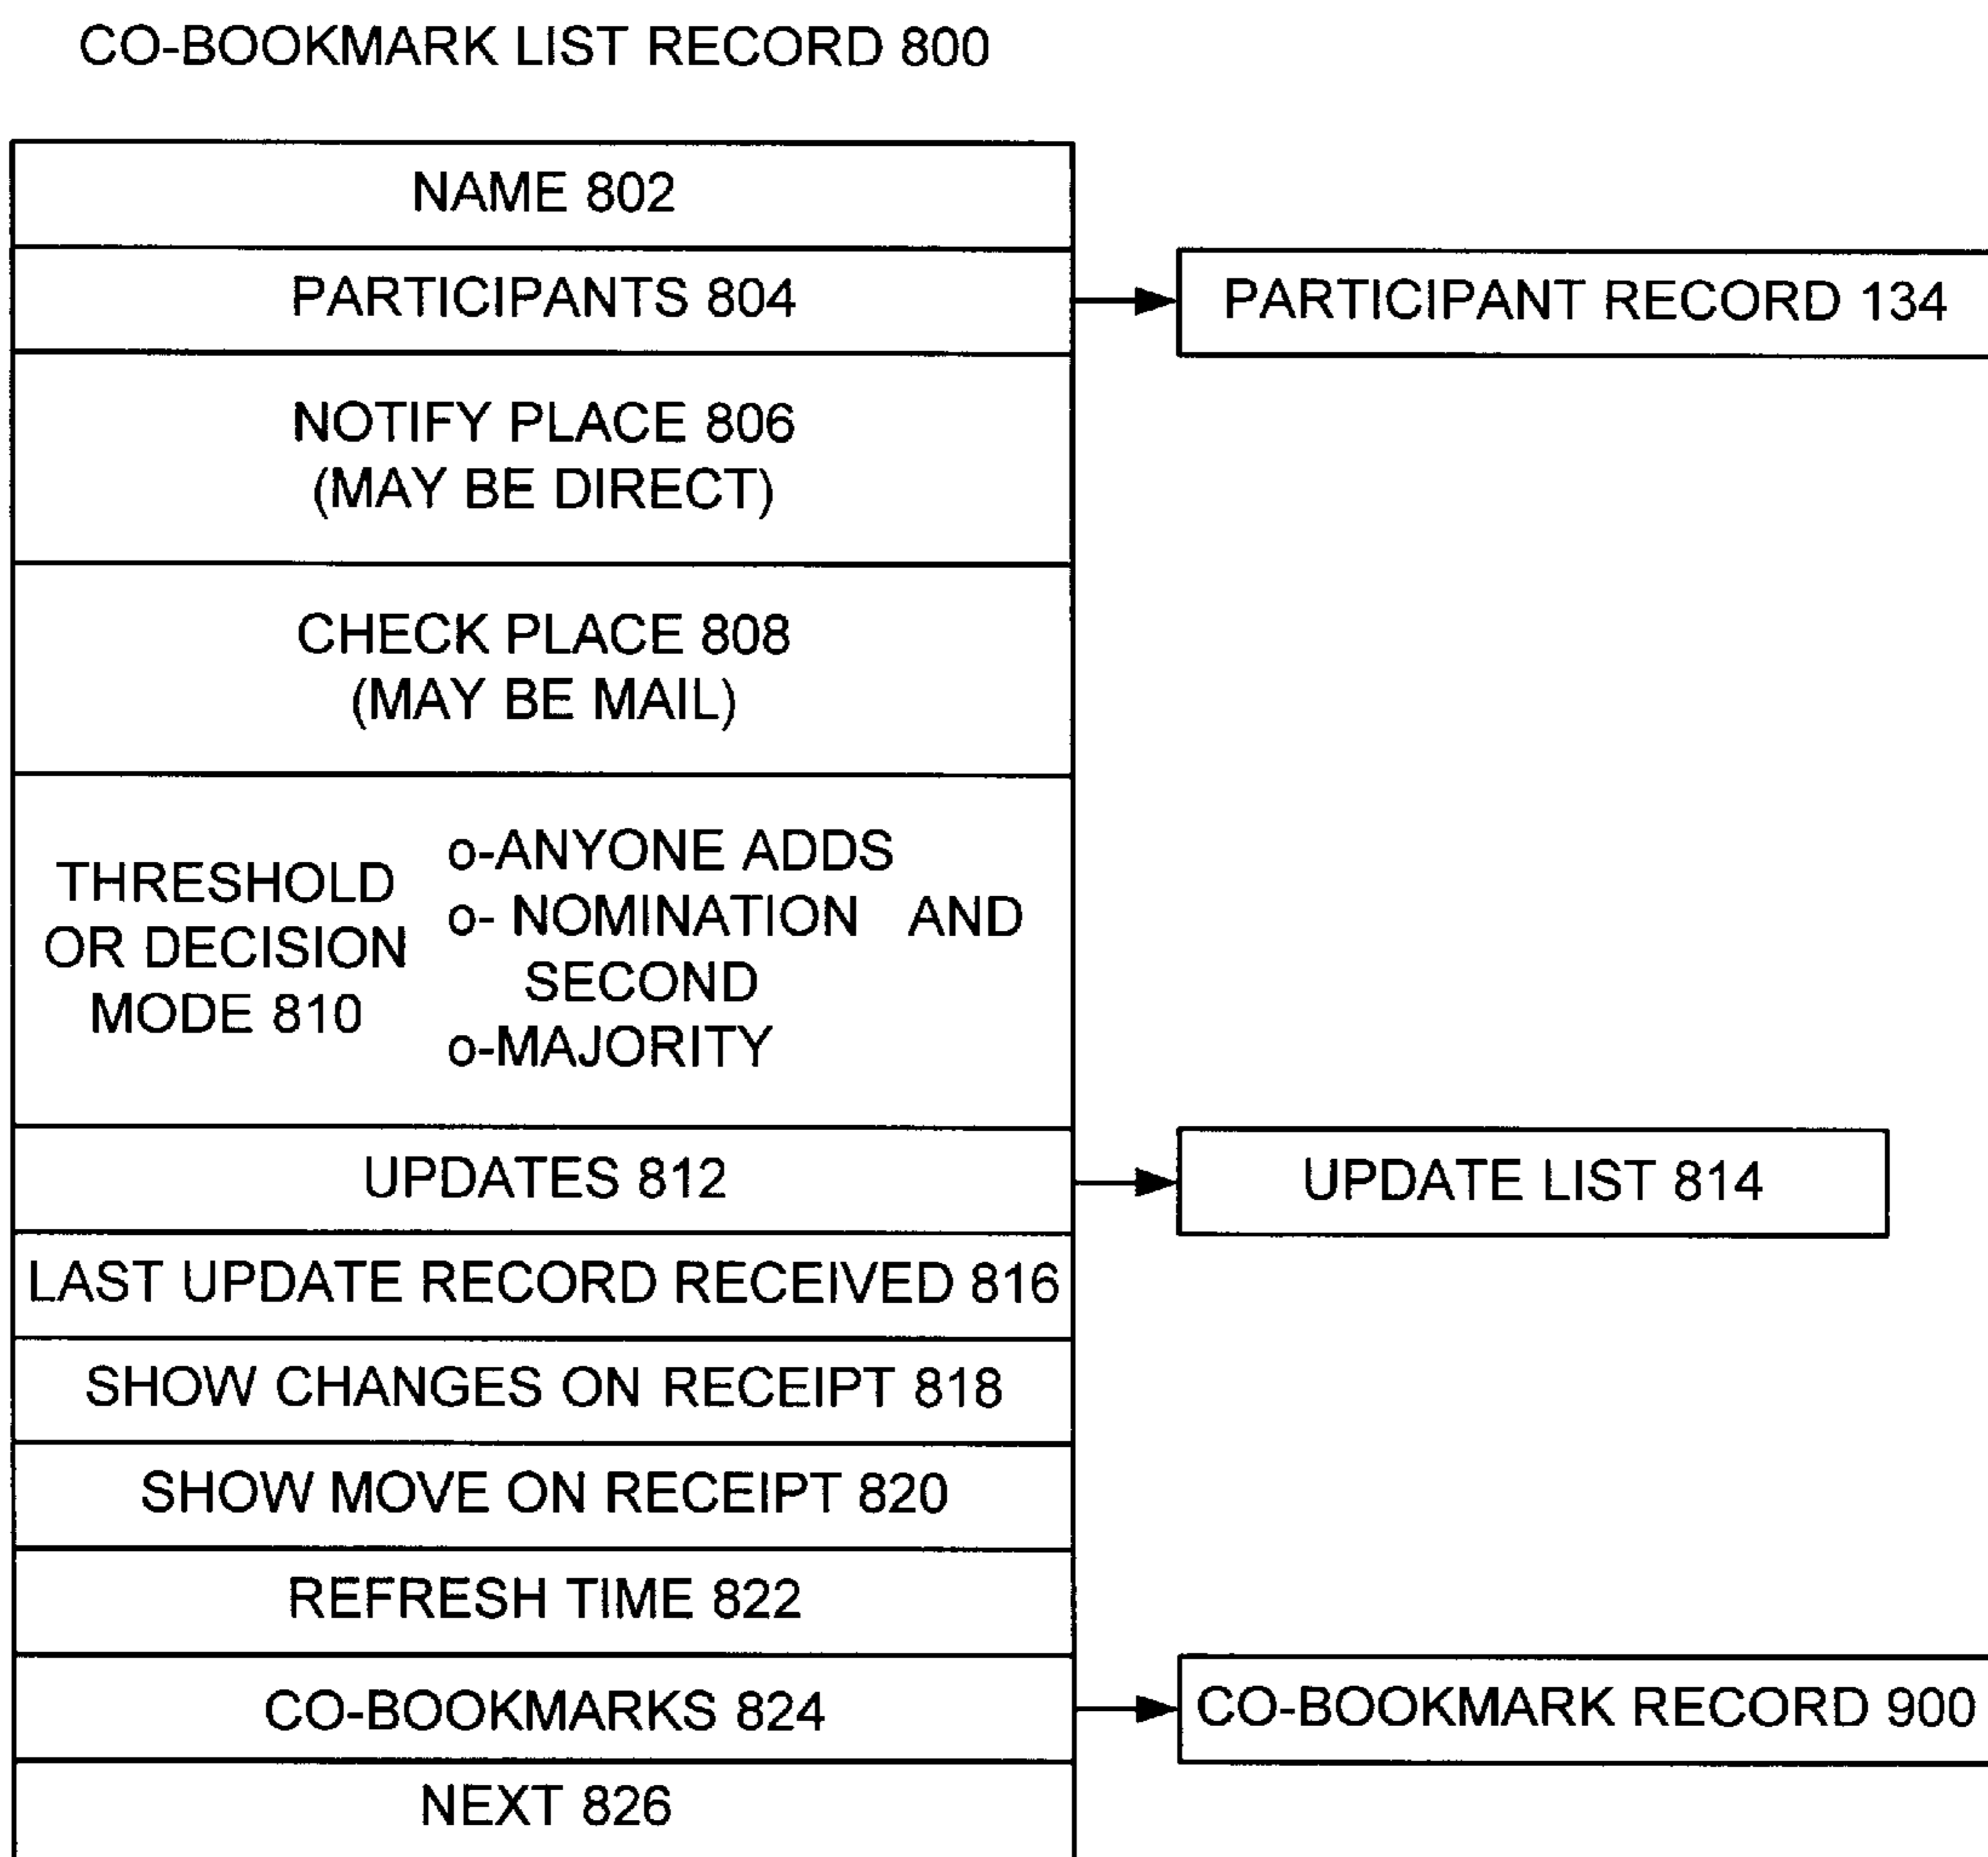 CO-BOOKMARK LIST RECORD 800
NAME 802
PARTICIPANTS 804
PARTICIPANT RECORD 134
NOTIFY PLACE 806
(MAY BE DIRECT)
CHECK PLACE 808
(MAY BE MAIL)
THRESHOLD
OR DECISION
MODE 810
o-ANYONE ADDS
o- NOMINATION AND
SECOND
o-MAJORITY
UPDATES 812
UPDATE LIST 814
LAST UPDATE RECORD RECEIVED 816
SHOW CHANGES ON RECEIPT 818
SHOW MOVE ON RECEIPT 820
REFRESH TIME 822
CO-BOOKMARKS 824
CO-BOOKMARK RECORD 900
NEXT 826